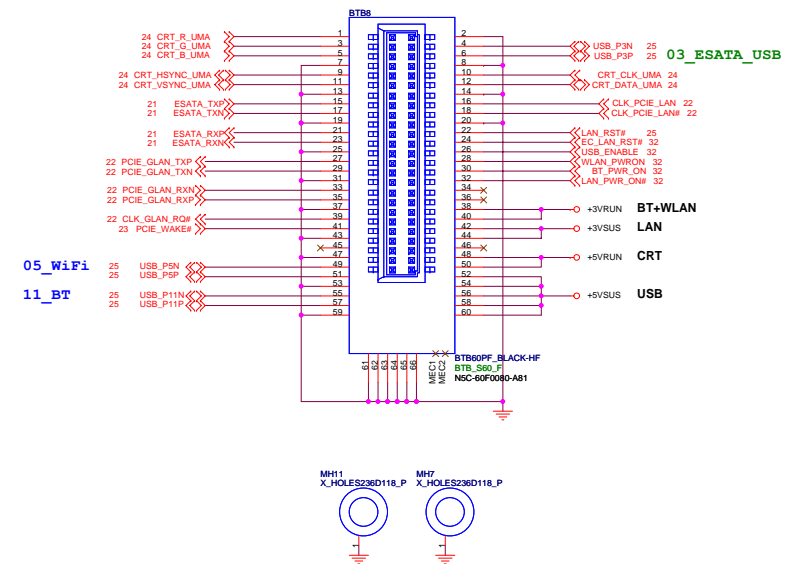 BTB8
24 CRT_R_UMA 1 2
24 CRT_G_UMA 3 4 USB_P3N 25
24 CRT_B_UMA 5 6 USB_P3P 25 03_ESATA_USB
7 8
24 CRT_HSYNC_UMA 9 10 CRT_CLK_UMA 24
24 CRT_VSYNC_UMA 11 12 CRT_DATA_UMA 24
13 14
21 ESATA_TXP 15 16 CLK_PCIE_LAN 22
21 ESATA_TXN 17 18 CLK_PCIE_LAN# 22
19 20
21 ESATA_RXP 21 22 LAN_RST# 25
21 ESATA_RXN 23 24 EC_LAN_RST# 32
25 26 USB_ENABLE 32
22 PCIE_GLAN_TXP 27 28 WLAN_PWRON 32
22 PCIE_GLAN_TXN 29 30 BT_PWR_ON 32
31 32 LAN_PWR_ON# 32
22 PCIE_GLAN_RXN 33 34
22 PCIE_GLAN_RXP 35 36
37 38 +3VRUN BT+WLAN
22 CLK_GLAN_RQ# 39 40
23 PCIE_WAKE# 41 42 +3VSUS LAN
43 44
45 46
47 48 +5VRUN CRT
05_WiFi 25 USB_P5N 49 50
25 USB_P5P 51 52
53 54
11_BT 25 USB_P11N 55 56 +5VSUS USB
25 USB_P11P 57 58
59 60
61 62 63 64 65 66 MEC1 MEC2
BTB60PF_BLACK-HF
BTB_S60_F
N5C-60F0080-A81
MH11 MH7
X_HOLES236D118_P X_HOLES236D118_P
1 1